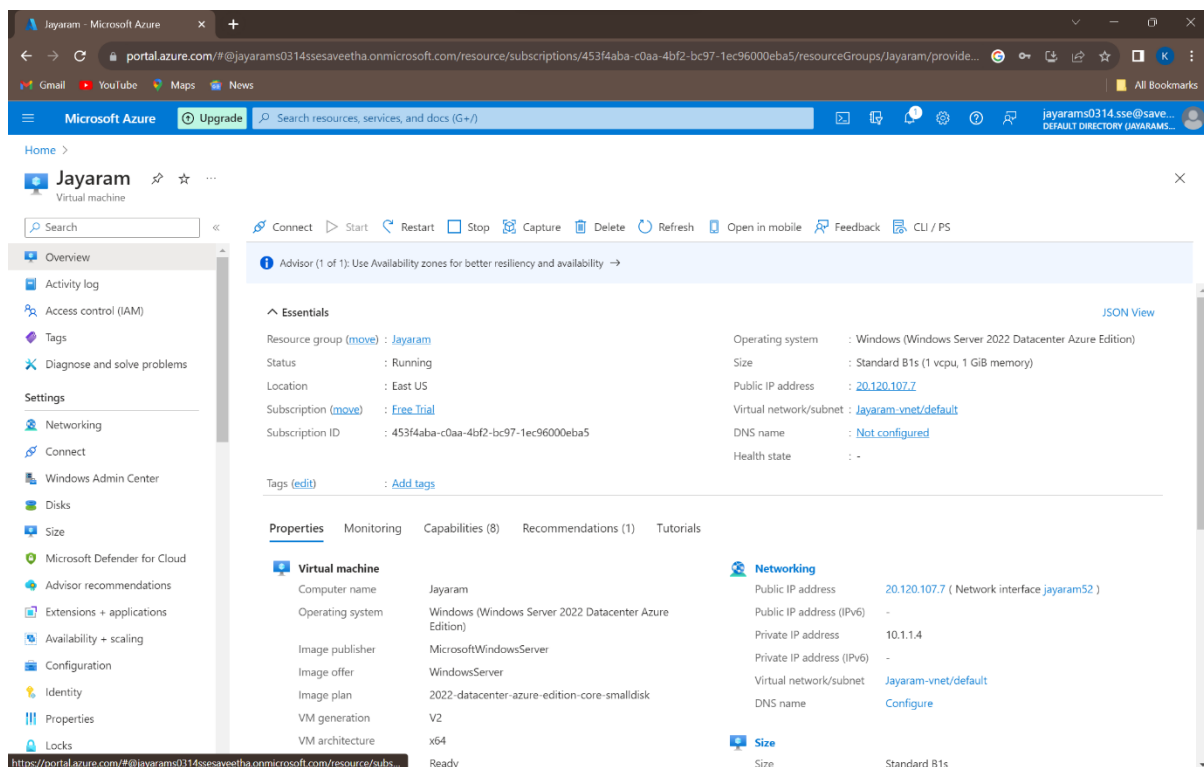 Jayaram - Microsoft Azure
portal.azure.com/#@jayarams0314ssesaveetha.onmicrosoft.com/resource/subscriptions/453f4aba-c0aa-4bf2-bc97-1ec96000eba5/resourceGroups/Jayaram/provide...
K
Gmail YouTube Maps News All Bookmarks
Microsoft Azure Upgrade Search resources, services, and docs (G+/) 1 jayarams0314.sse@save...
DEFAULT DIRECTORY (JAYARAMS...
Home >
Jayaram ...
Virtual machine
Search «
Overview
Activity log
Access control (IAM)
Tags
Diagnose and solve problems
Settings
Networking
Connect
Windows Admin Center
Disks
Size
Microsoft Defender for Cloud
Advisor recommendations
Extensions + applications
Availability + scaling
Configuration
Identity
Properties
Locks
https://portal.azure.com/#@jayarams0314ssesaveetha.onmicrosoft.com/resource/subs...
Connect Start Restart Stop Capture Delete Refresh Open in mobile Feedback CLI / PS
Advisor (1 of 1): Use Availability zones for better resiliency and availability →
Essentials JSON View
Resource group (move) : Jayaram
Status : Running
Location : East US
Subscription (move) : Free Trial
Subscription ID : 453f4aba-c0aa-4bf2-bc97-1ec96000eba5
Operating system : Windows (Windows Server 2022 Datacenter Azure Edition)
Size : Standard B1s (1 vcpu, 1 GiB memory)
Public IP address : 20.120.107.7
Virtual network/subnet : Jayaram-vnet/default
DNS name : Not configured
Health state : -
Tags (edit) : Add tags
Properties Monitoring Capabilities (8) Recommendations (1) Tutorials
Virtual machine
Computer name Jayaram
Operating system Windows (Windows Server 2022 Datacenter Azure
Edition)
Image publisher MicrosoftWindowsServer
Image offer WindowsServer
Image plan 2022-datacenter-azure-edition-core-smalldisk
VM generation V2
VM architecture x64
Ready
Networking
Public IP address 20.120.107.7 ( Network interface jayaram52 )
Public IP address (IPv6) -
Private IP address 10.1.1.4
Private IP address (IPv6) -
Virtual network/subnet Jayaram-vnet/default
DNS name Configure
Size
Size Standard B1s